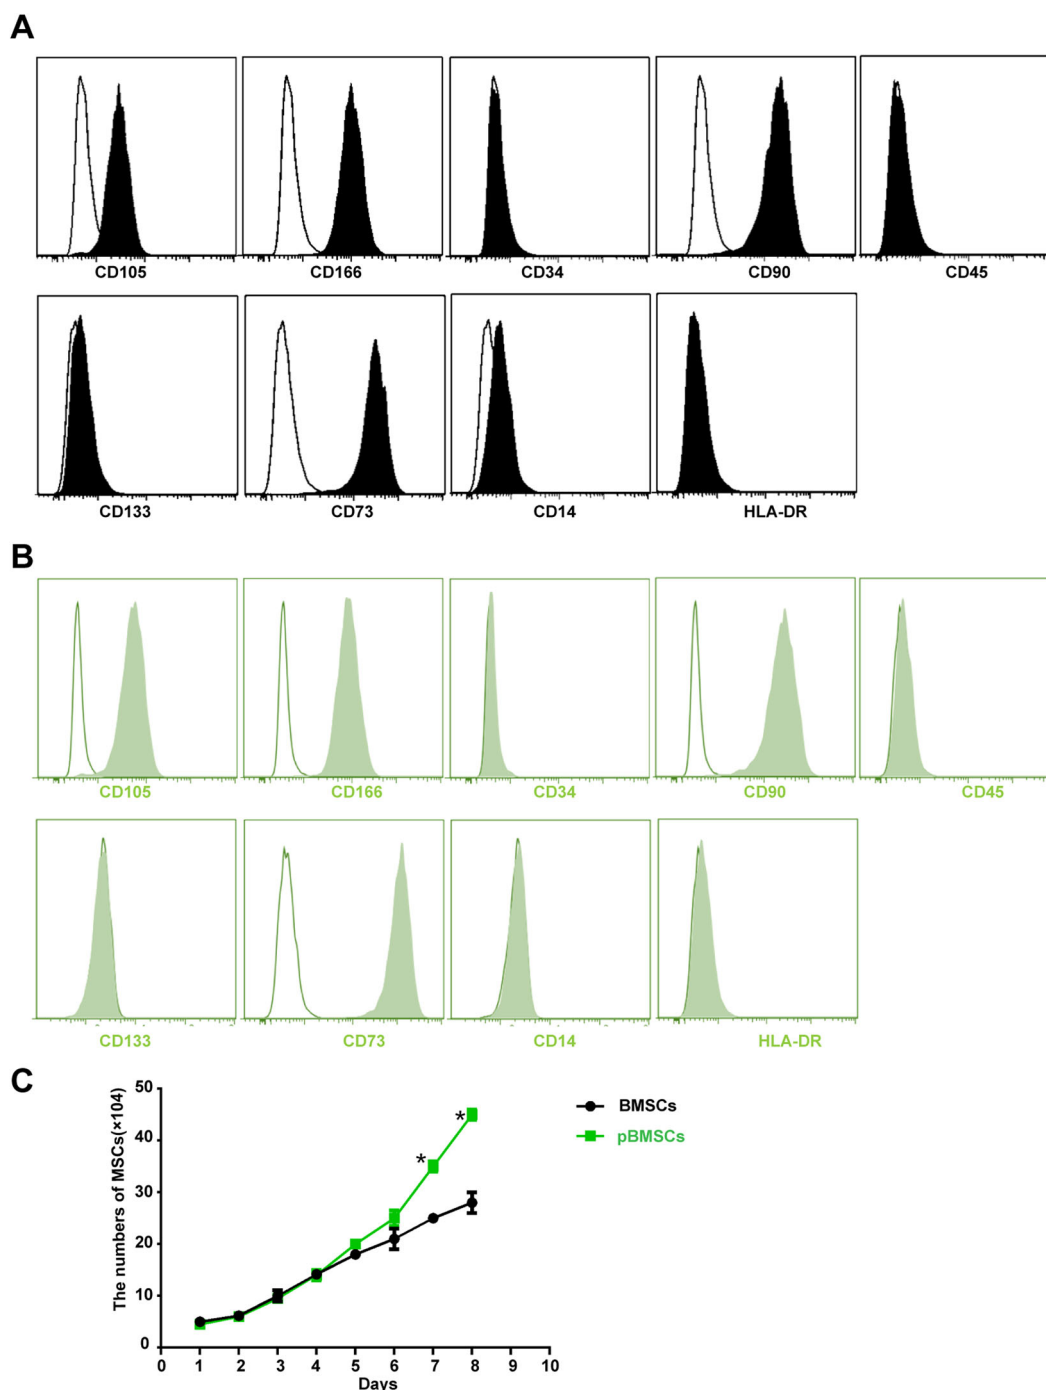 A
CD105 CD166 CD34 CD90 CD45
CD133 CD73 CD14 HLA-DR
B
CD105 CD166 CD34 CD90 CD45
CD133 CD73 CD14 HLA-DR
C
The numbers of MSCs(×104)
50
40
30
20
10
0
* *
0 1 2 3 4 5 6 7 8 9 10
Days
BMSCs
pBMSCs